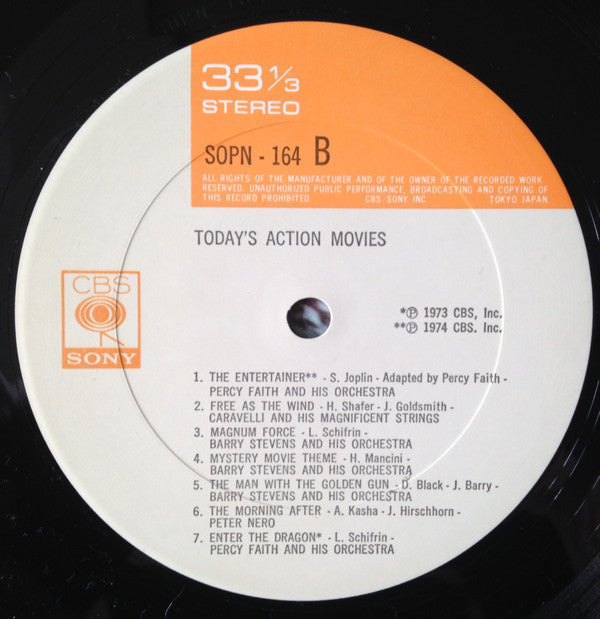 33 1/3
STEREO
SOPN - 164 B
ALL RIGHTS OF THE MANUFACTURER AND OF THE OWNER OF THE RECORDED WORK
RESERVED. UNAUTHORIZED PUBLIC PERFORMANCE, BROADCASTING AND COPYING OF
THIS RECORD PROHIBITED. CBS SONY INC TOKYO JAPAN.
TODAY'S ACTION MOVIES
CBS
SONY
*Ⓟ 1973 CBS, Inc.
**Ⓟ 1974 CBS. Inc.
1. THE ENTERTAINER** - S. Joplin - Adapted by Percy Faith -
PERCY FAITH AND HIS ORCHESTRA
2. FREE AS THE WIND - H. Shafer - J. Goldsmith -
CARAVELLI AND HIS MAGNIFICENT STRINGS
3. MAGNUM FORCE - L. Schifrin -
BARRY STEVENS AND HIS ORCHESTRA
4. MYSTERY MOVIE THEME - H. Mancini -
BARRY STEVENS AND HIS ORCHESTRA
5. THE MAN WITH THE GOLDEN GUN - D. Black - J. Barry -
BARRY STEVENS AND HIS ORCHESTRA
6. THE MORNING AFTER - A. Kasha - J. Hirschhorn -
PETER NERO
7. ENTER THE DRAGON* - L. Schifrin -
PERCY FAITH AND HIS ORCHESTRA